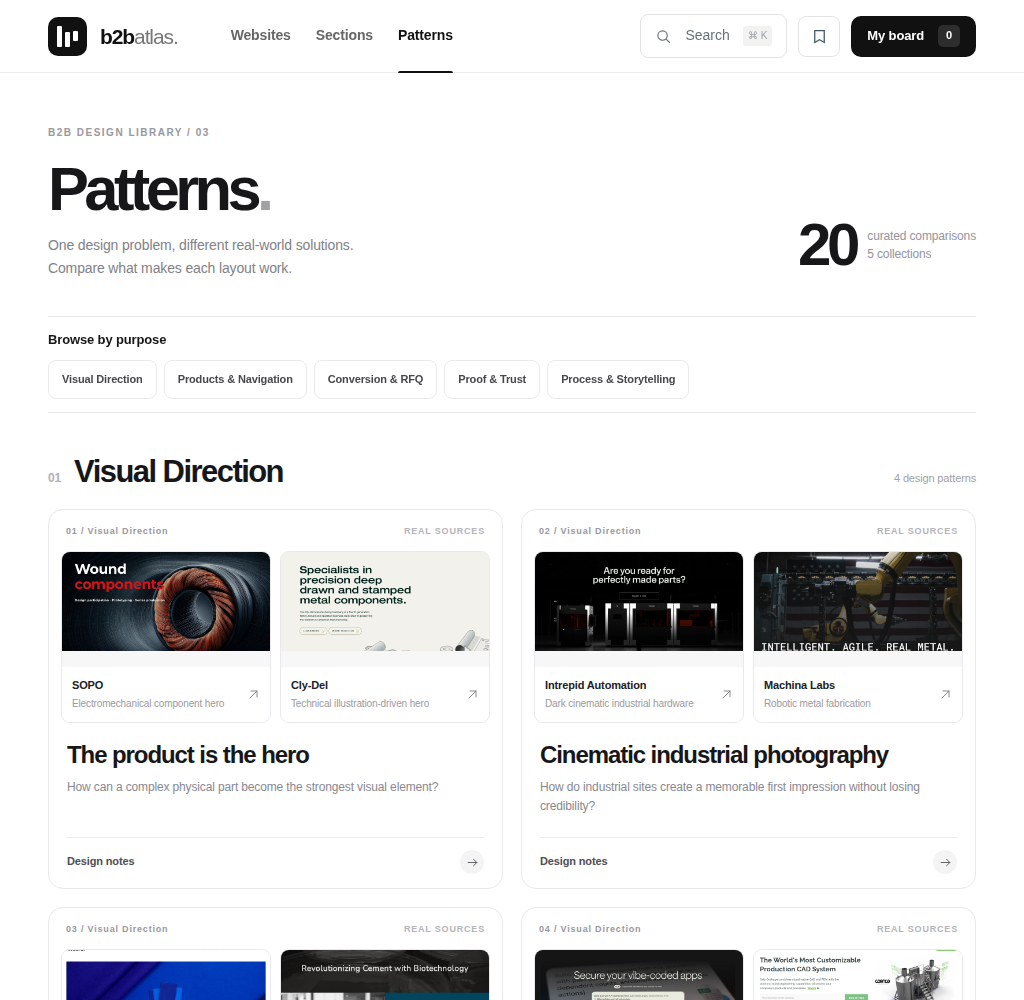 b2batlas.
Websites
Sections
Patterns
Search
⌘ K
My board
0
B2B DESIGN LIBRARY / 03
Patterns.
One design problem, different real-world solutions.
Compare what makes each layout work.
20
curated comparisons
5 collections
Browse by purpose
Visual Direction
Products & Navigation
Conversion & RFQ
Proof & Trust
Process & Storytelling
01
Visual Direction
4 design patterns
01 / Visual Direction
REAL SOURCES
Wound
components
Design participation · Prototyping · Series production
Specialists in
precision deep
drawn and stamped
metal components.
SOPO
Electromechanical component hero
Cly-Del
Technical illustration-driven hero
The product is the hero
How can a complex physical part become the strongest visual element?
Design notes
02 / Visual Direction
REAL SOURCES
Are you ready for
perfectly made parts?
INTELLIGENT. AGILE. REAL METAL.
Intrepid Automation
Dark cinematic industrial hardware
Machina Labs
Robotic metal fabrication
Cinematic industrial photography
How do industrial sites create a memorable first impression without losing
credibility?
Design notes
03 / Visual Direction
REAL SOURCES
Revolutionizing Cement with Biotechnology
04 / Visual Direction
REAL SOURCES
Secure your vibe-coded apps
The World's Most Customizable
Production CAD System